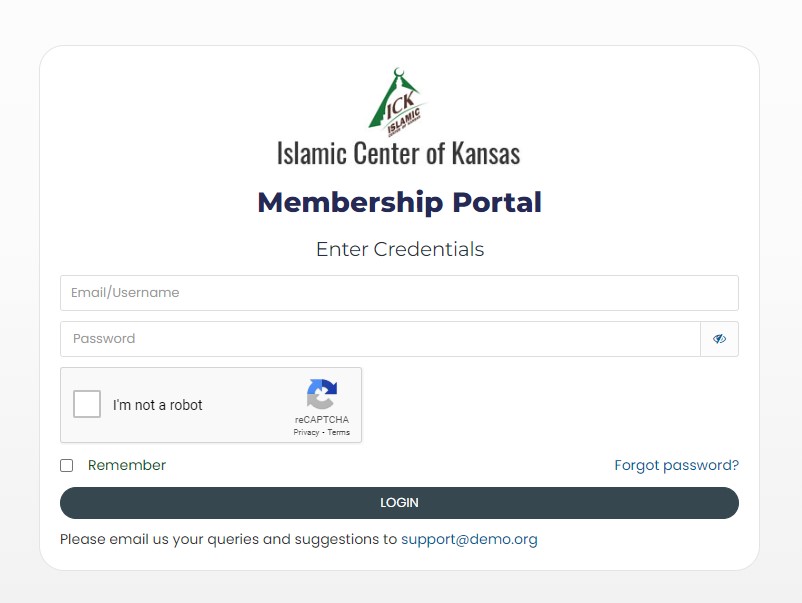 ICK
ISLAMIC
Islamic Center of Kansas
Membership Portal
Enter Credentials
Email/Username
Password
I'm not a robot
reCAPTCHA
Privacy - Terms
Remember
Forgot password?
LOGIN
Please email us your queries and suggestions to support@demo.org